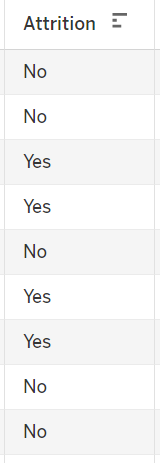 Attrition
No
No
Yes
Yes
No
Yes
Yes
No
No